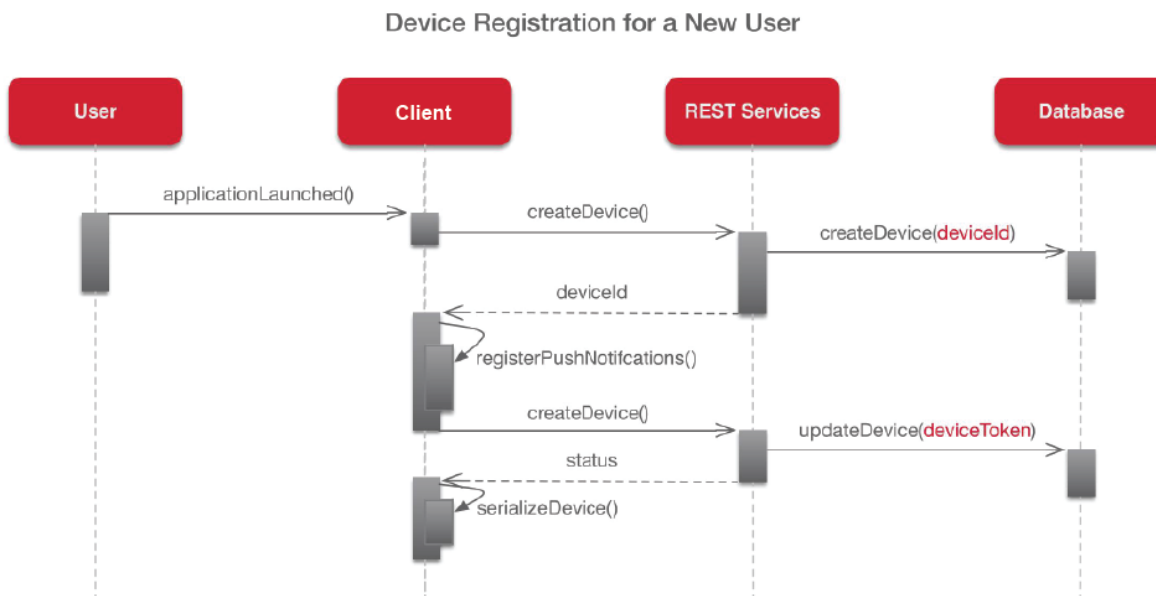 Device Registration for a New User
User
Client
REST Services
Database
applicationLaunched()
createDevice()
createDevice(deviceId)
deviceId
registerPushNotifcations()
createDevice()
updateDevice(deviceToken)
status
serializeDevice()